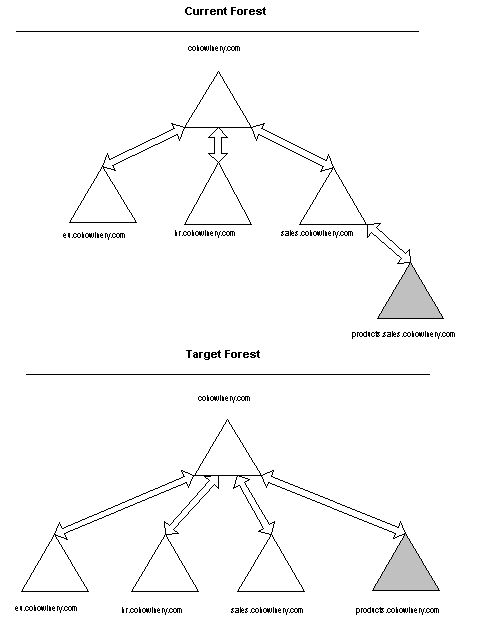 Current Forest
cohowinery.com
eu.cohowinery.com
hr.cohowinery.com
sales.cohowinery.com
products.sales.cohowinery.com
Target Forest
cohowinery.com
eu.cohowinery.com
hr.cohowinery.com
sales.cohowinery.com
products.cohowinery.com